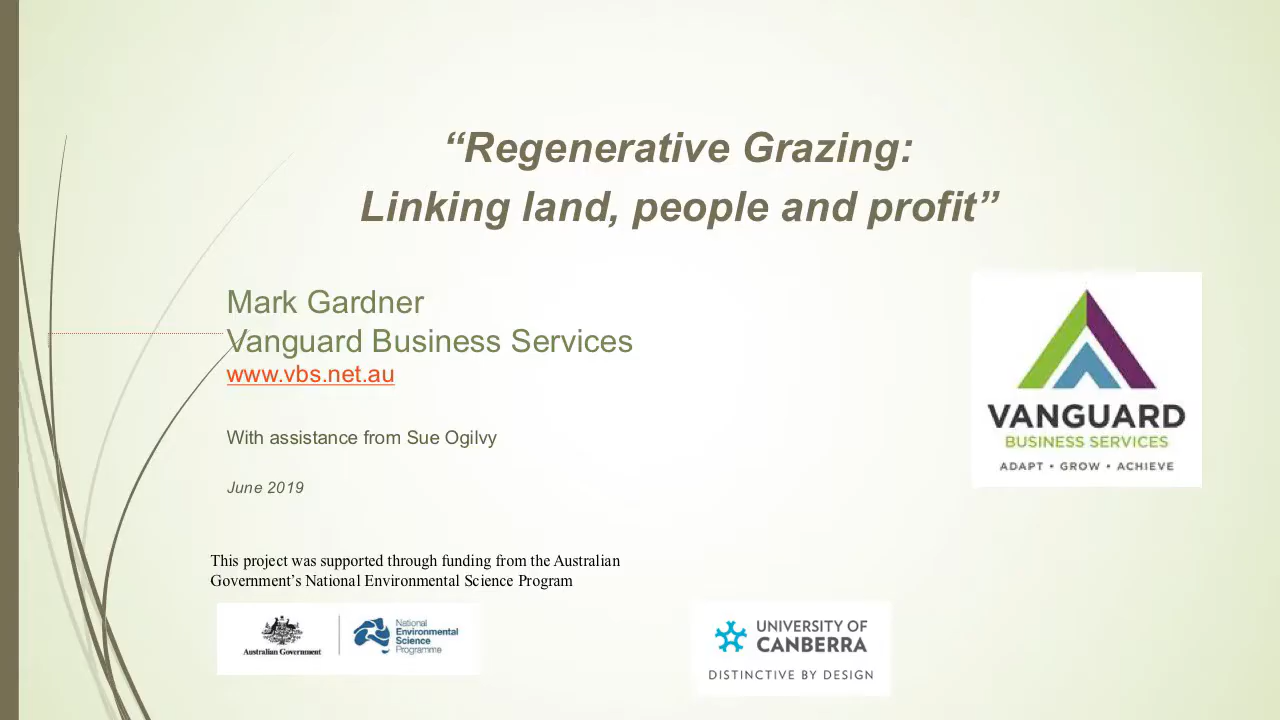 “Regenerative Grazing:
Linking land, people and profit”
Mark Gardner
Vanguard Business Services
www.vbs.net.au
With assistance from Sue Ogilvy
June 2019
VANGUARD
BUSINESS SERVICES
ADAPT • GROW • ACHIEVE
This project was supported through funding from the Australian
Government’s National Environmental Science Program
Australian Government
National
Environmental
Science
Programme
UNIVERSITY OF
CANBERRA
DISTINCTIVE BY DESIGN